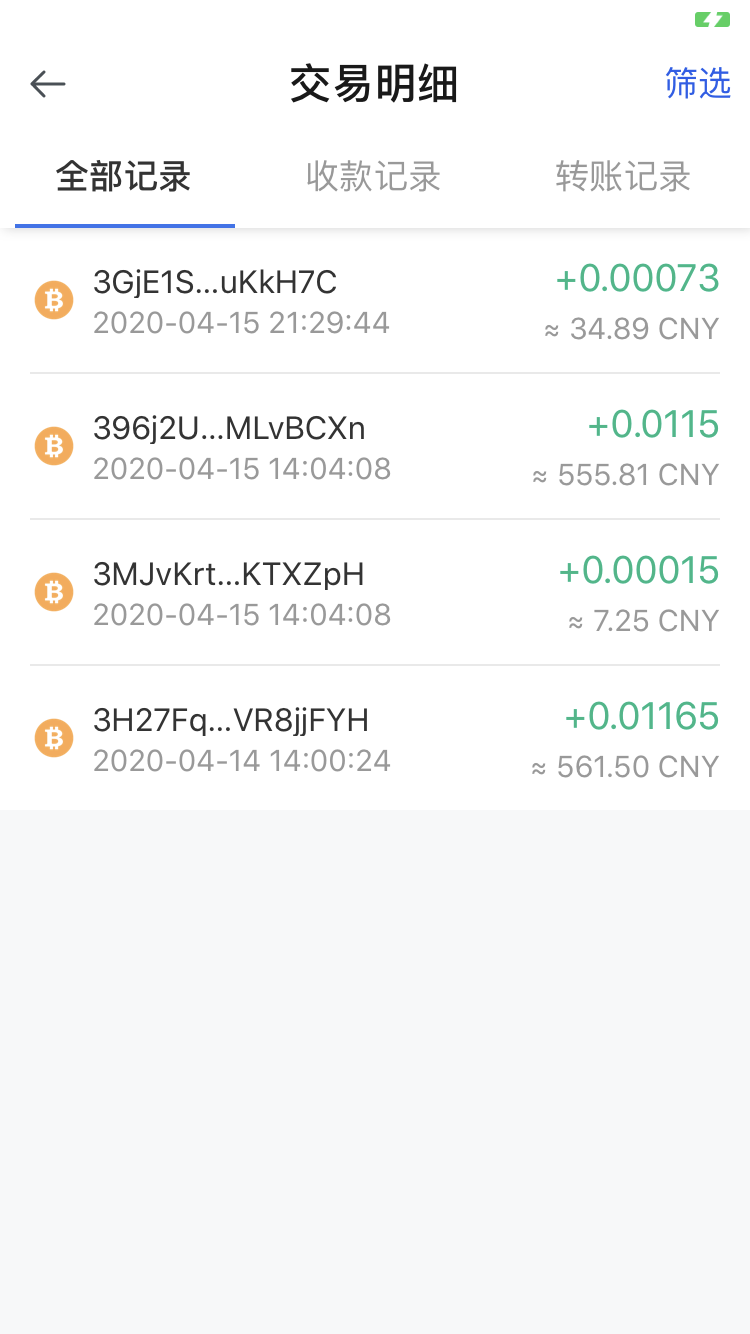 交易明细
筛选
全部记录
收款记录
转账记录
3GjE1S...uKkH7C
+0.00073
2020-04-15 21:29:44
≈ 34.89 CNY
396j2U...MLvBCXn
+0.0115
2020-04-15 14:04:08
≈ 555.81 CNY
3MJvKrt...KTXZpH
+0.00015
2020-04-15 14:04:08
≈ 7.25 CNY
3H27Fq...VR8jjFYH
+0.01165
2020-04-14 14:00:24
≈ 561.50 CNY